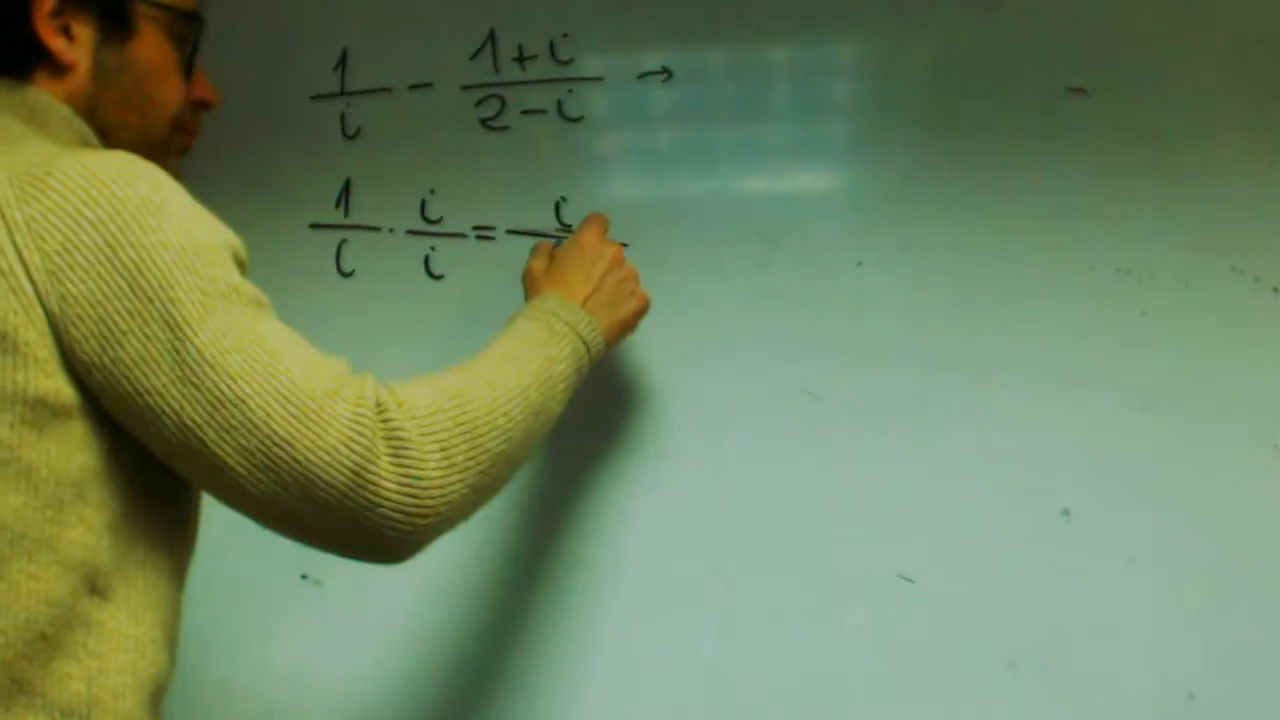 1/i - (1+i)/(2-i) →
1/i · i/i = i/